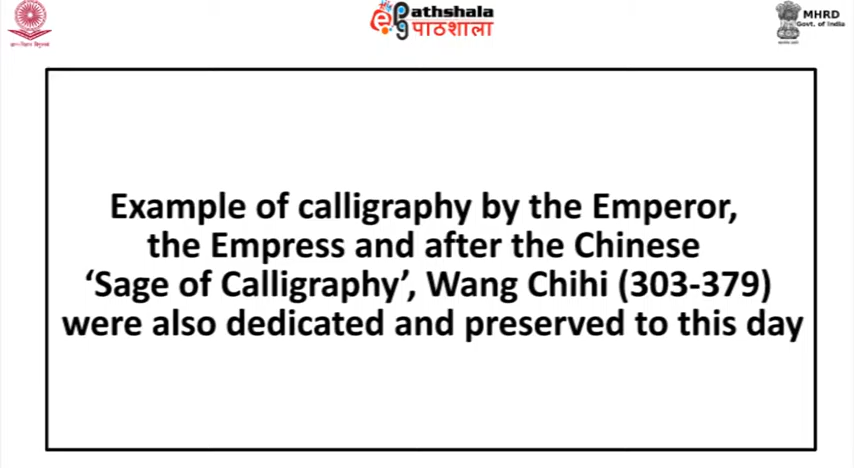 ePathshala
पाठशाला
MHRD
Govt. of India
Example of calligraphy by the Emperor,
the Empress and after the Chinese
‘Sage of Calligraphy’, Wang Chihi (303-379)
were also dedicated and preserved to this day